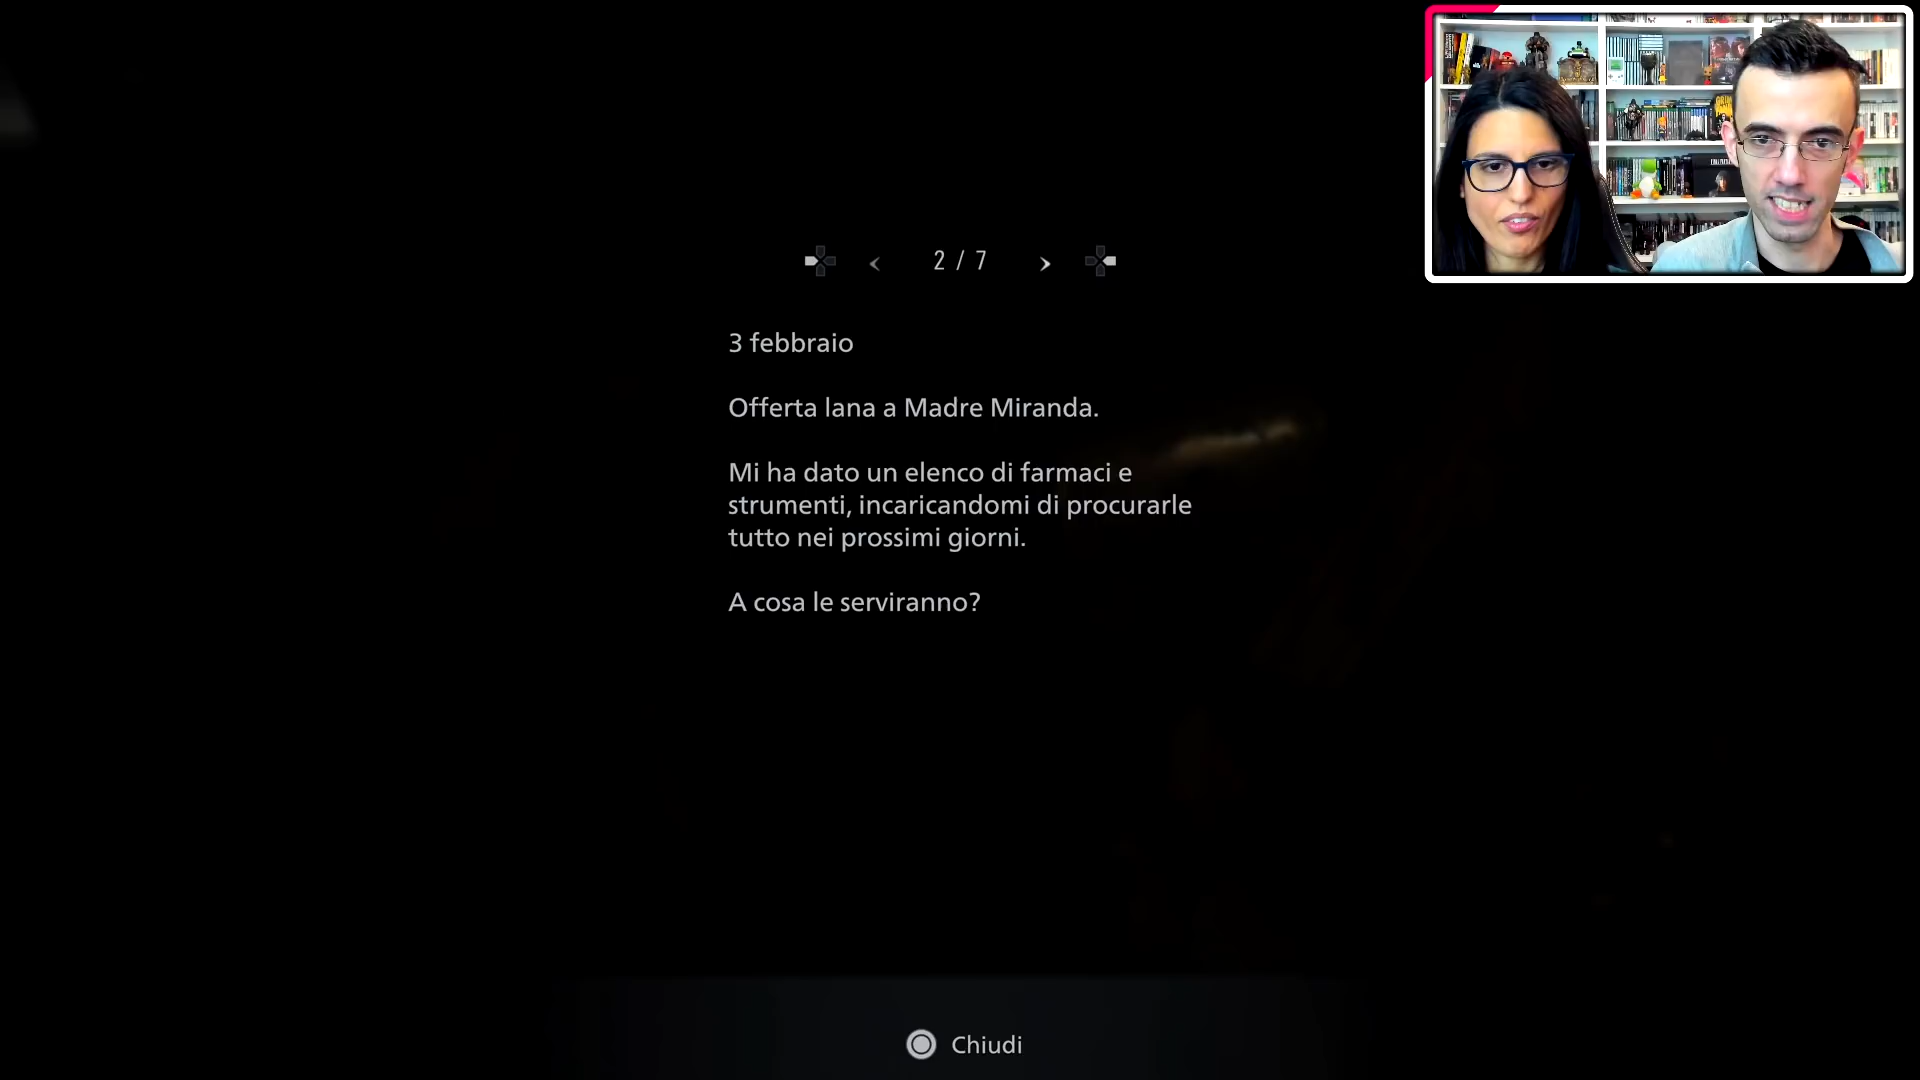 2 / 7
3 febbraio
Offerta lana a Madre Miranda.
Mi ha dato un elenco di farmaci e
strumenti, incaricandomi di procurarle
tutto nei prossimi giorni.
A cosa le serviranno?
Chiudi